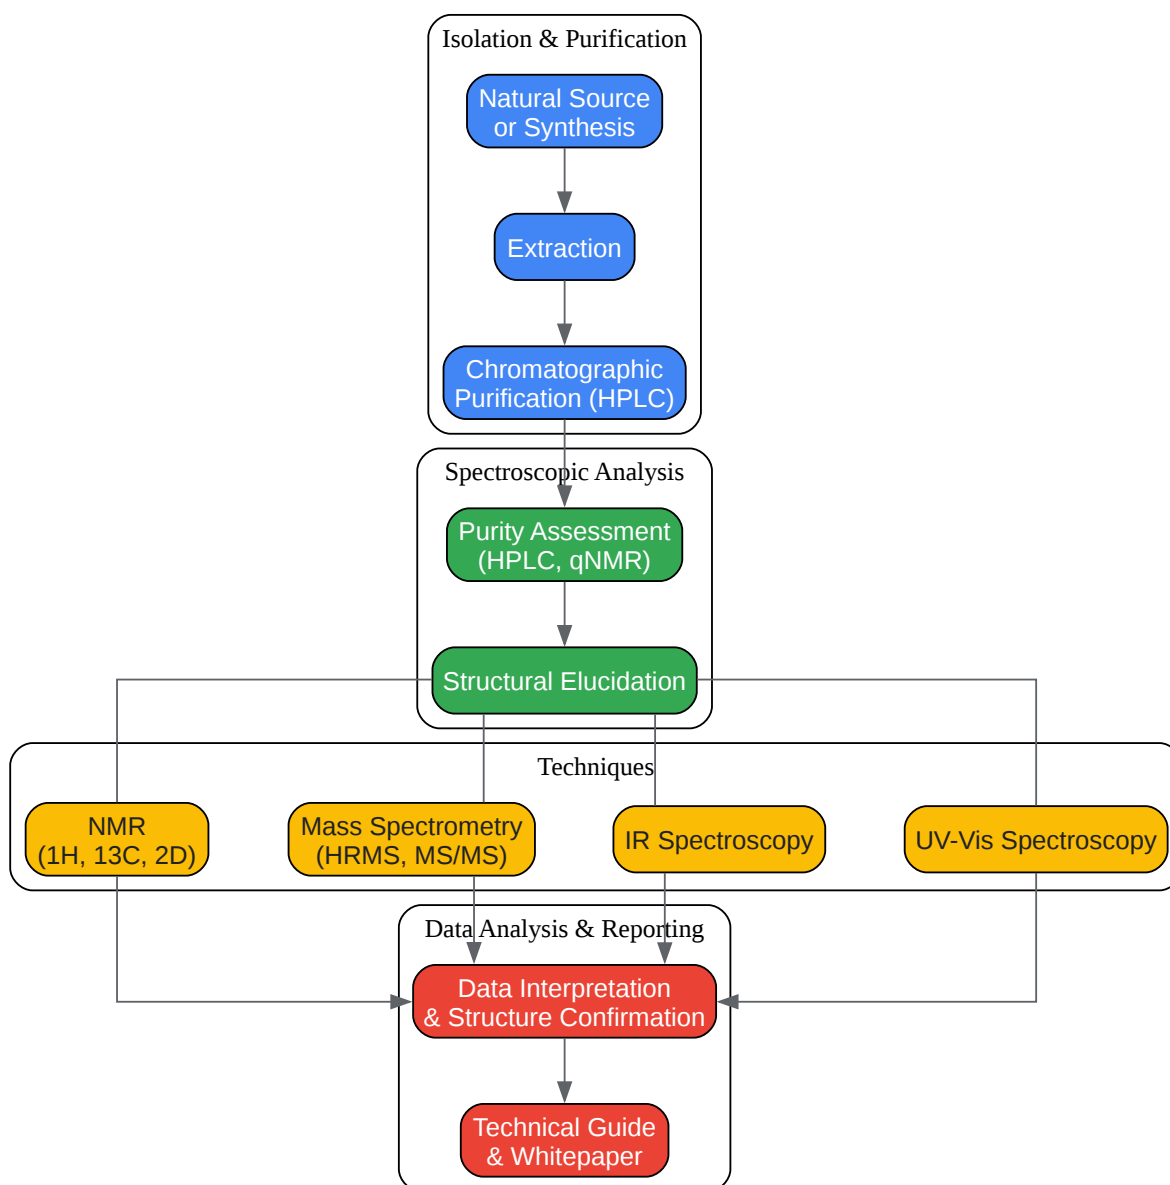 Isolation & Purification
Natural Source
or Synthesis
Extraction
Chromatographic
Purification (HPLC)
Spectroscopic Analysis
Purity Assessment
(HPLC, qNMR)
Structural Elucidation
Techniques
NMR
(1H, 13C, 2D)
Mass Spectrometry
(HRMS, MS/MS)
IR Spectroscopy
UV-Vis Spectroscopy
Data Analysis & Reporting
Data Interpretation
& Structure Confirmation
Technical Guide
& Whitepaper